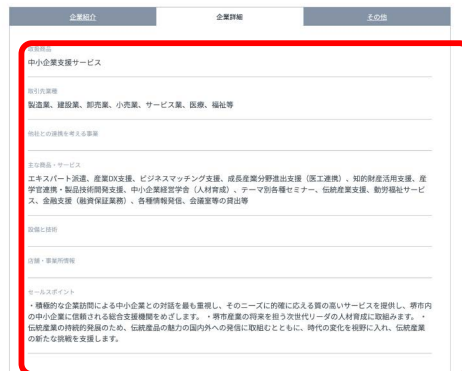 企業紹介
企業詳細
その他
取扱商品
中小企業支援サービス
取引先業種
製造業、建設業、卸売業、小売業、サービス業、医療、福祉等
他社との連携を考える事業
主な商品・サービス
エキスパート派遣、産業DX支援、ビジネスマッチング支援、成長産業分野進出支援（医工連携）、知的財産活用支援、産
学官連携・製品技術開発支援、中小企業経営学舎（人材育成）、テーマ別各種セミナー、伝統産業支援、勤労福祉サービ
ス、金融支援（融資保証業務）、各種情報発信、会議室等の貸出等
設備と技術
店舗・事業所情報
セールスポイント
・積極的な企業訪問による中小企業との対話を最も重視し、そのニーズに的確に応える質の高いサービスを提供し、堺市内
の中小企業に信頼される総合支援機関をめざします。 ・堺市産業の将来を担う次世代リーダの人材育成に取組みます。 ・
伝統産業の持続的発展のため、伝統産品の魅力の国内外への発信に取組むとともに、時代の変化を視野に入れ、伝統産業
の新たな挑戦を支援します。